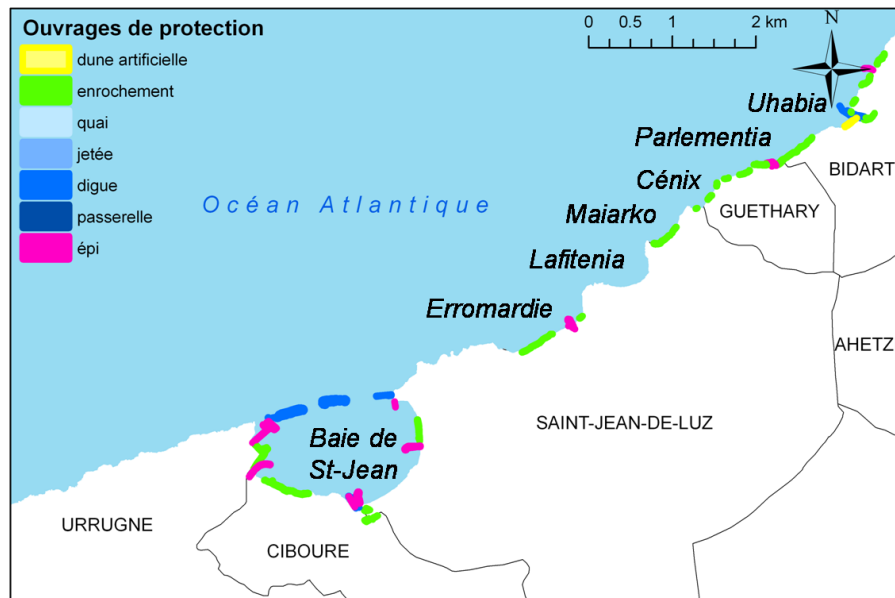 Ouvrages de protection
dune artificielle
enrochement
quai
jetée
digue
passerelle
épi
0 0.5 1 2 km
N
Uhabia
Parlementia
BIDART
Cénix
GUETHARY
Océan Atlantique
Maiarko
Lafitenia
Erromardie
AHETZ
SAINT-JEAN-DE-LUZ
Baie de
St-Jean
URRUGNE
CIBOURE